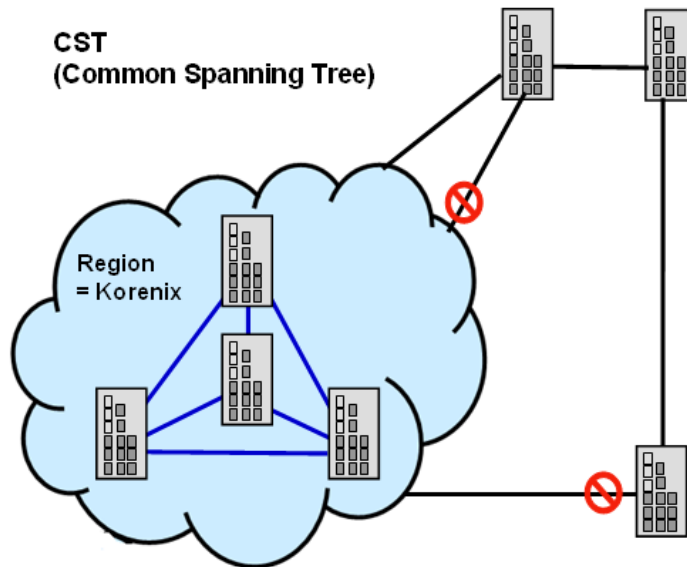 CST
(Common Spanning Tree)
Region
= Korenix